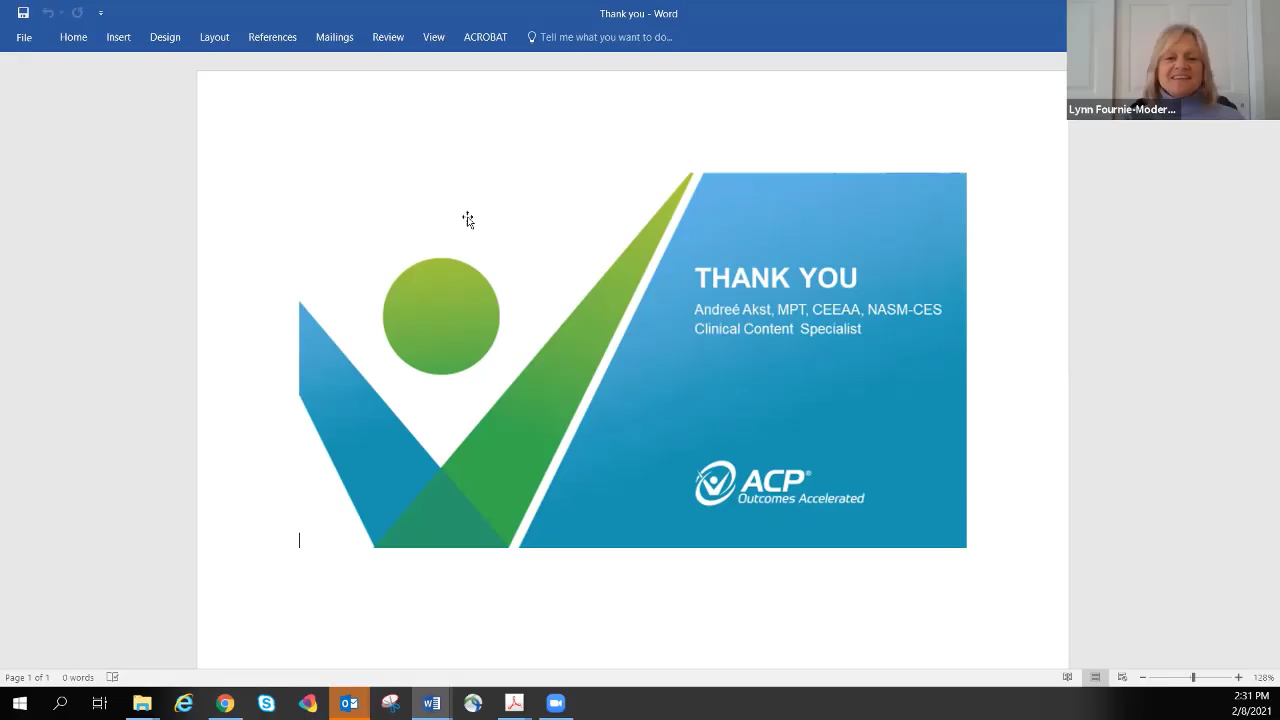 Thank you - Word
File Home Insert Design Layout References Mailings Review View ACROBAT Tell me what you want to do...
Lynn Fournie-Moder...
THANK YOU
Andreé Akst, MPT, CEEAA, NASM-CES
Clinical Content Specialist
ACP®
Outcomes Accelerated
Page 1 of 1 0 words
128%
2:31 PM
2/8/2021